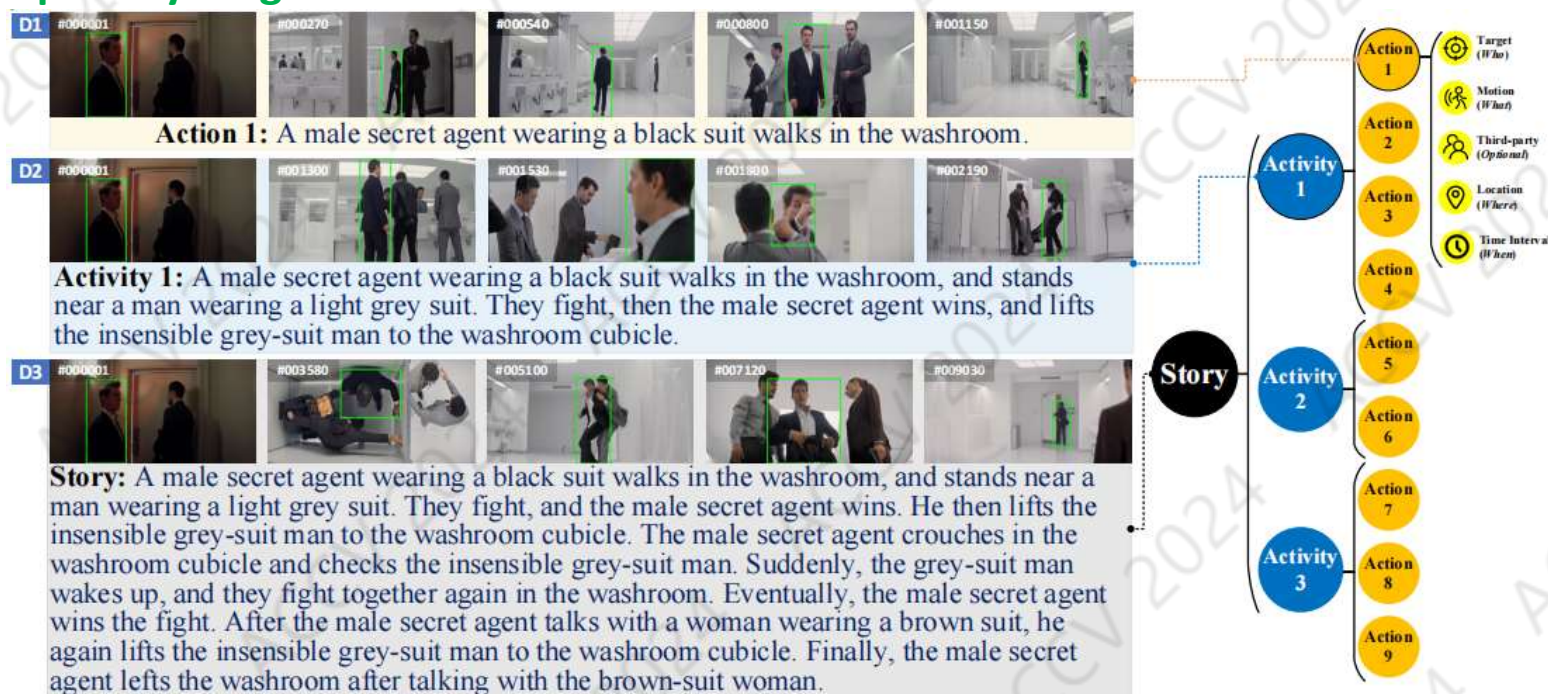 D1
#000001
#000270
#000540
#000800
#001150
Action 1: A male secret agent wearing a black suit walks in the washroom.
D2
#000001
#001300
#001530
#001800
#002190
Activity 1: A male secret agent wearing a black suit walks in the washroom, and stands
near a man wearing a light grey suit. They fight, then the male secret agent wins, and lifts
the insensible grey-suit man to the washroom cubicle.
D3
#000001
#003580
#005100
#007120
#009030
Story: A male secret agent wearing a black suit walks in the washroom, and stands near a
man wearing a light grey suit. They fight, and the male secret agent wins. He then lifts the
insensible grey-suit man to the washroom cubicle. The male secret agent crouches in the
washroom cubicle and checks the insensible grey-suit man. Suddenly, the grey-suit man
wakes up, and they fight together again in the washroom. Eventually, the male secret agent
wins the fight. After the male secret agent talks with a woman wearing a brown suit, he
again lifts the insensible grey-suit man to the washroom cubicle. Finally, the male secret
agent lefts the washroom after talking with the brown-suit woman.
Story
Activity
1
Activity
2
Activity
3
Action
1
Action
2
Action
3
Action
4
Action
5
Action
6
Action
7
Action
8
Action
9
Target
(Who)
Motion
(What)
Third-party
(Optional)
Location
(Where)
Time Interval
(When)
ACCV 2024